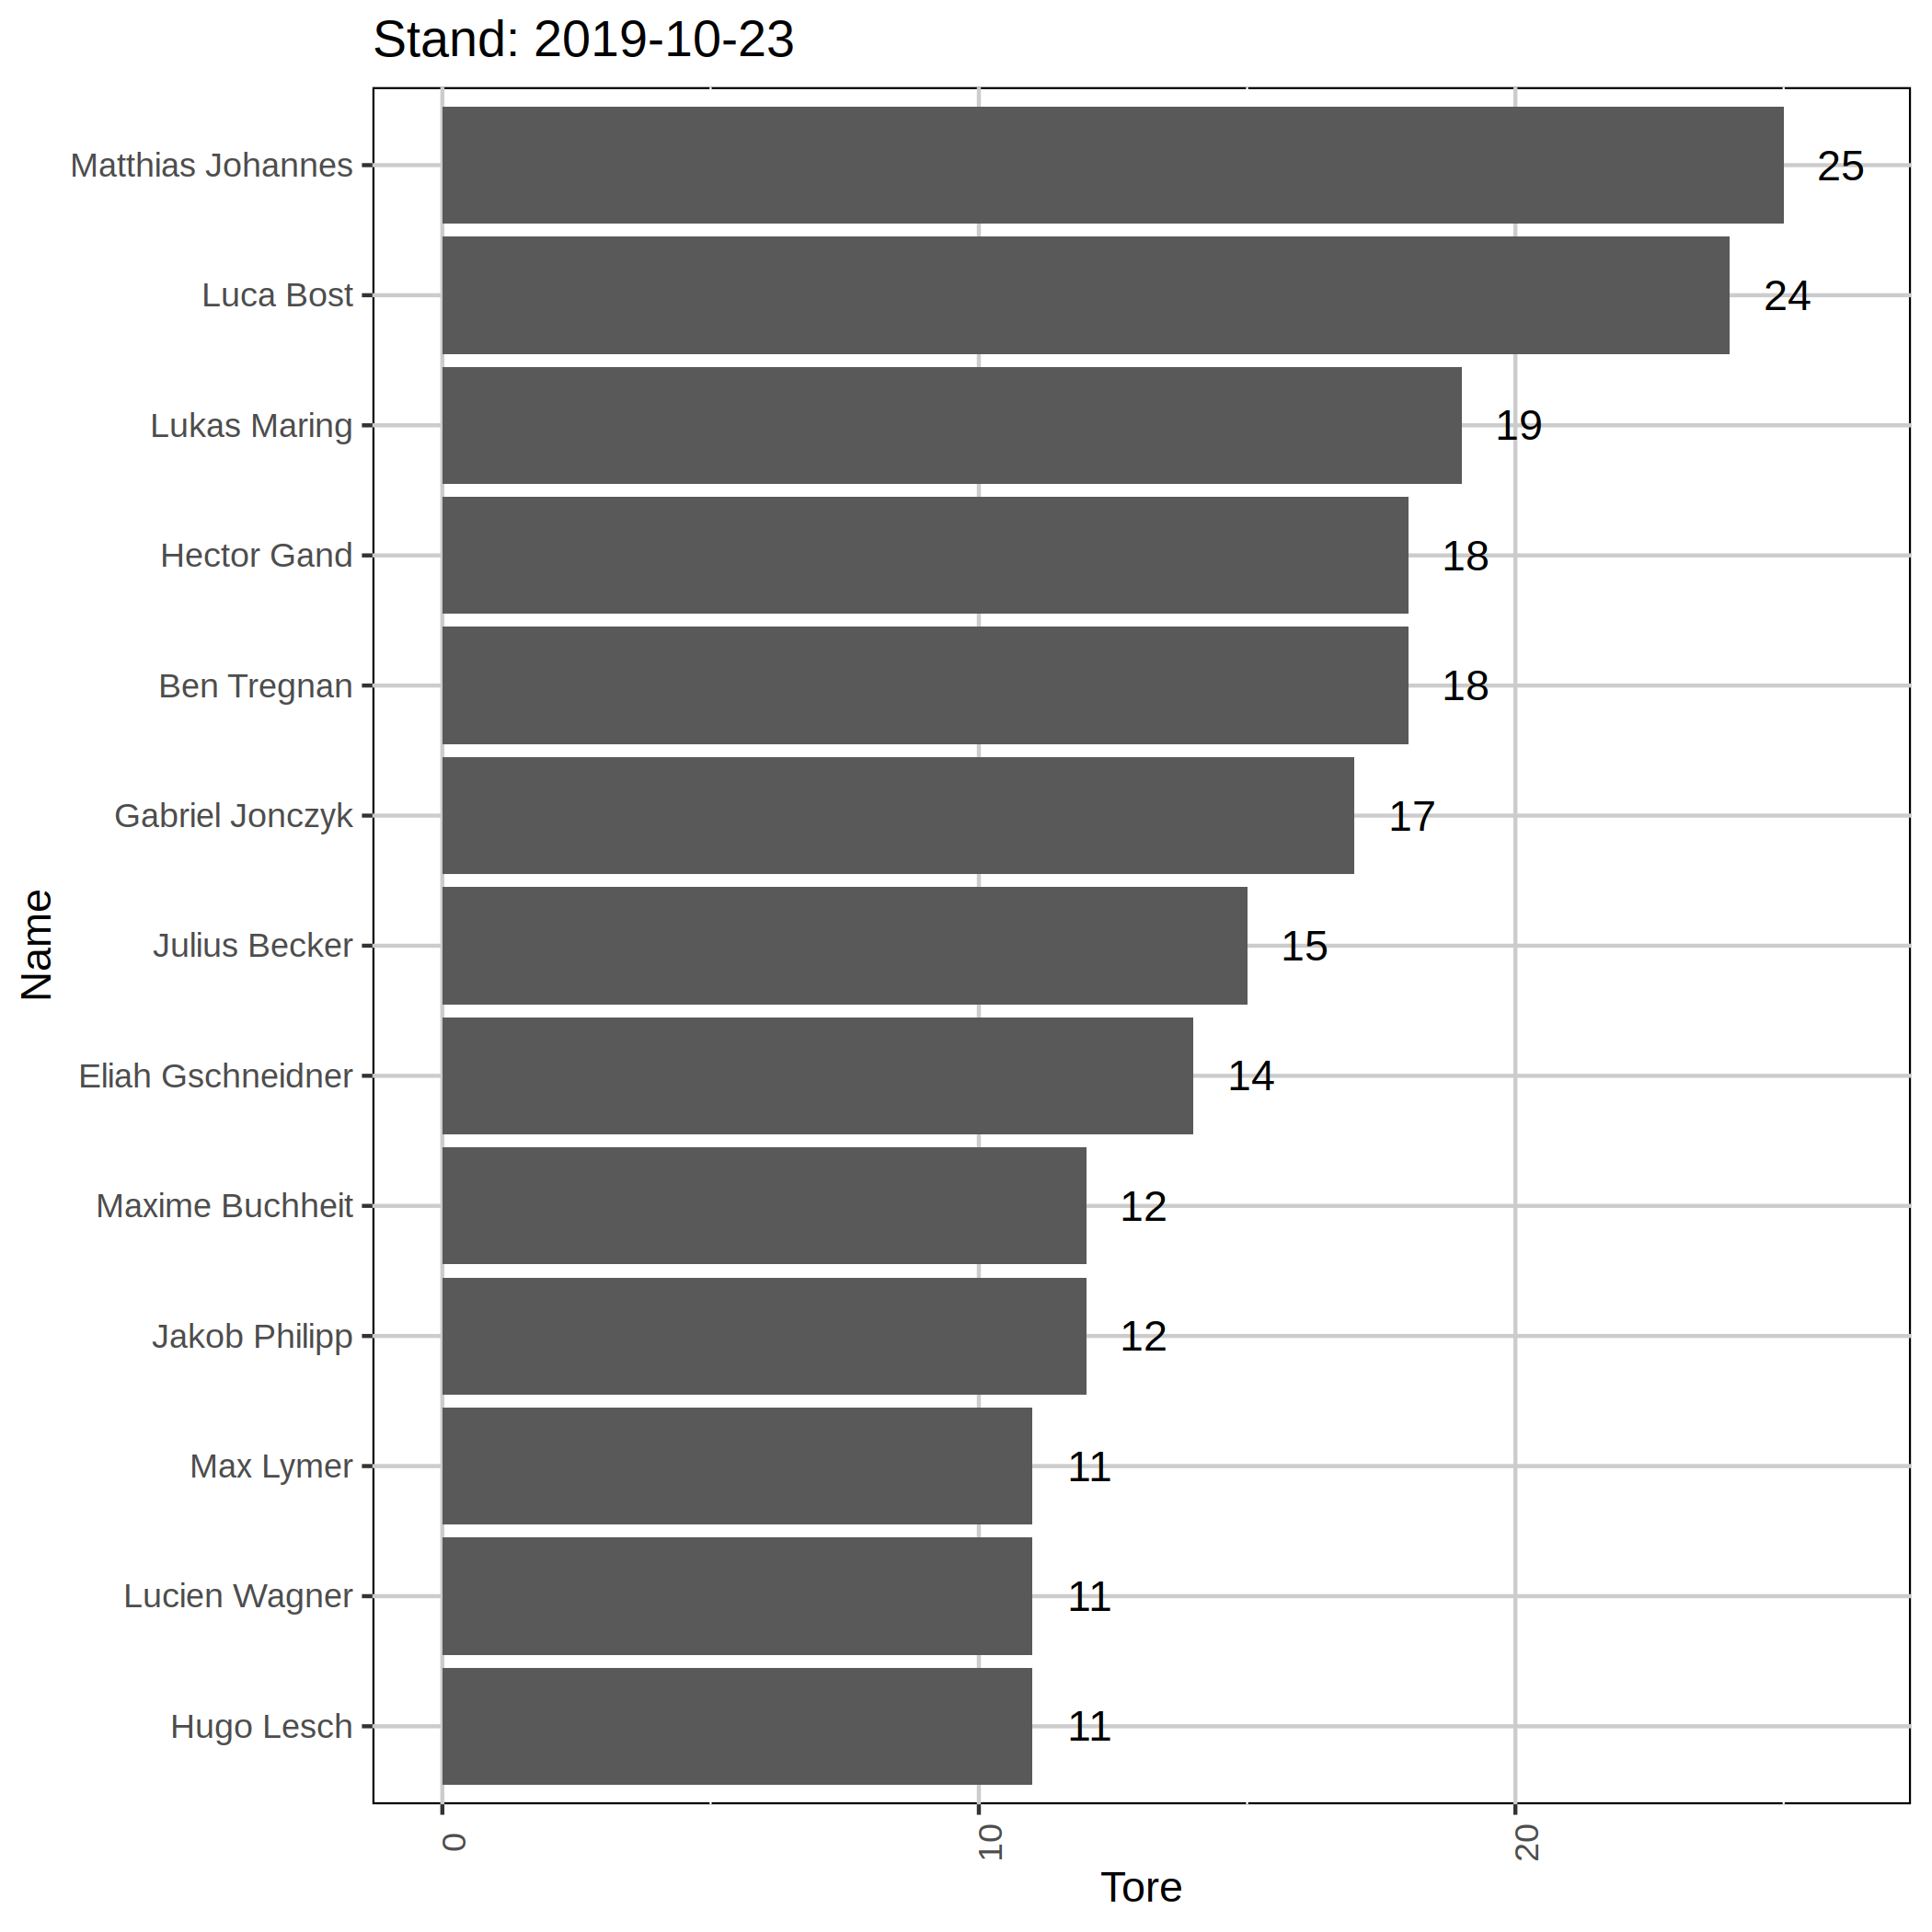 Stand: 2019-10-23
Matthias Johannes 25
Luca Bost 24
Lukas Maring 19
Hector Gand 18
Ben Tregnan 18
Gabriel Jonczyk 17
Julius Becker 15
Eliah Gschneidner 14
Maxime Buchheit 12
Jakob Philipp 12
Max Lymer 11
Lucien Wagner 11
Hugo Lesch 11
Name
0 10 20
Tore